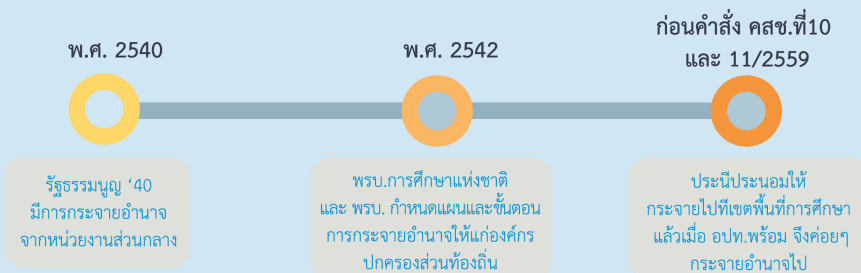 พ.ศ. 2540
รัฐธรรมนูญ ‘40
มีการกระจายอำนาจ
จากหน่วยงานส่วนกลาง
พ.ศ. 2542
พรบ.การศึกษาแห่งชาติ
และ พรบ. กำหนดแผนและขั้นตอน
การกระจายอำนาจให้แก่องค์กร
ปกครองส่วนท้องถิ่น
ก่อนคำสั่ง คสช.ที่10
และ 11/2559
ประนีประนอมให้
กระจายไปทีเขตพื้นที่การศึกษา
แล้วเมื่อ อปท.พร้อม จึงค่อยๆ
กระจายอำนาจไป